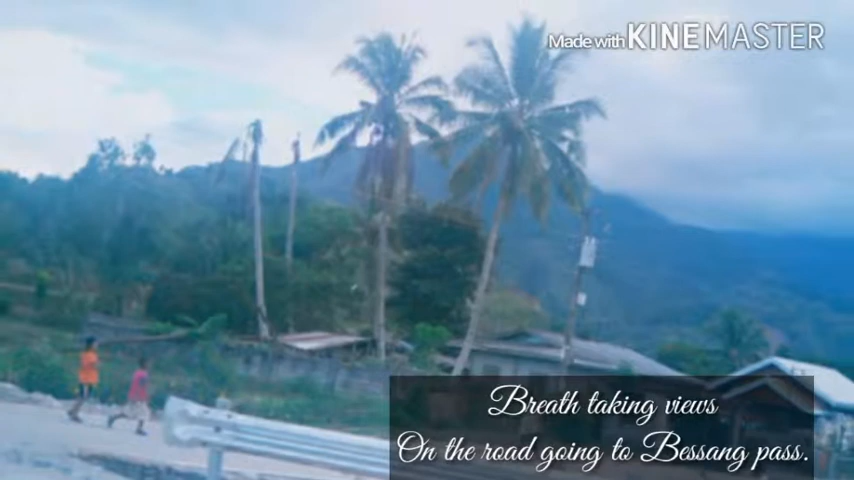 Made with KINEMASTER
Breath taking views
On the road going to Bessang pass.